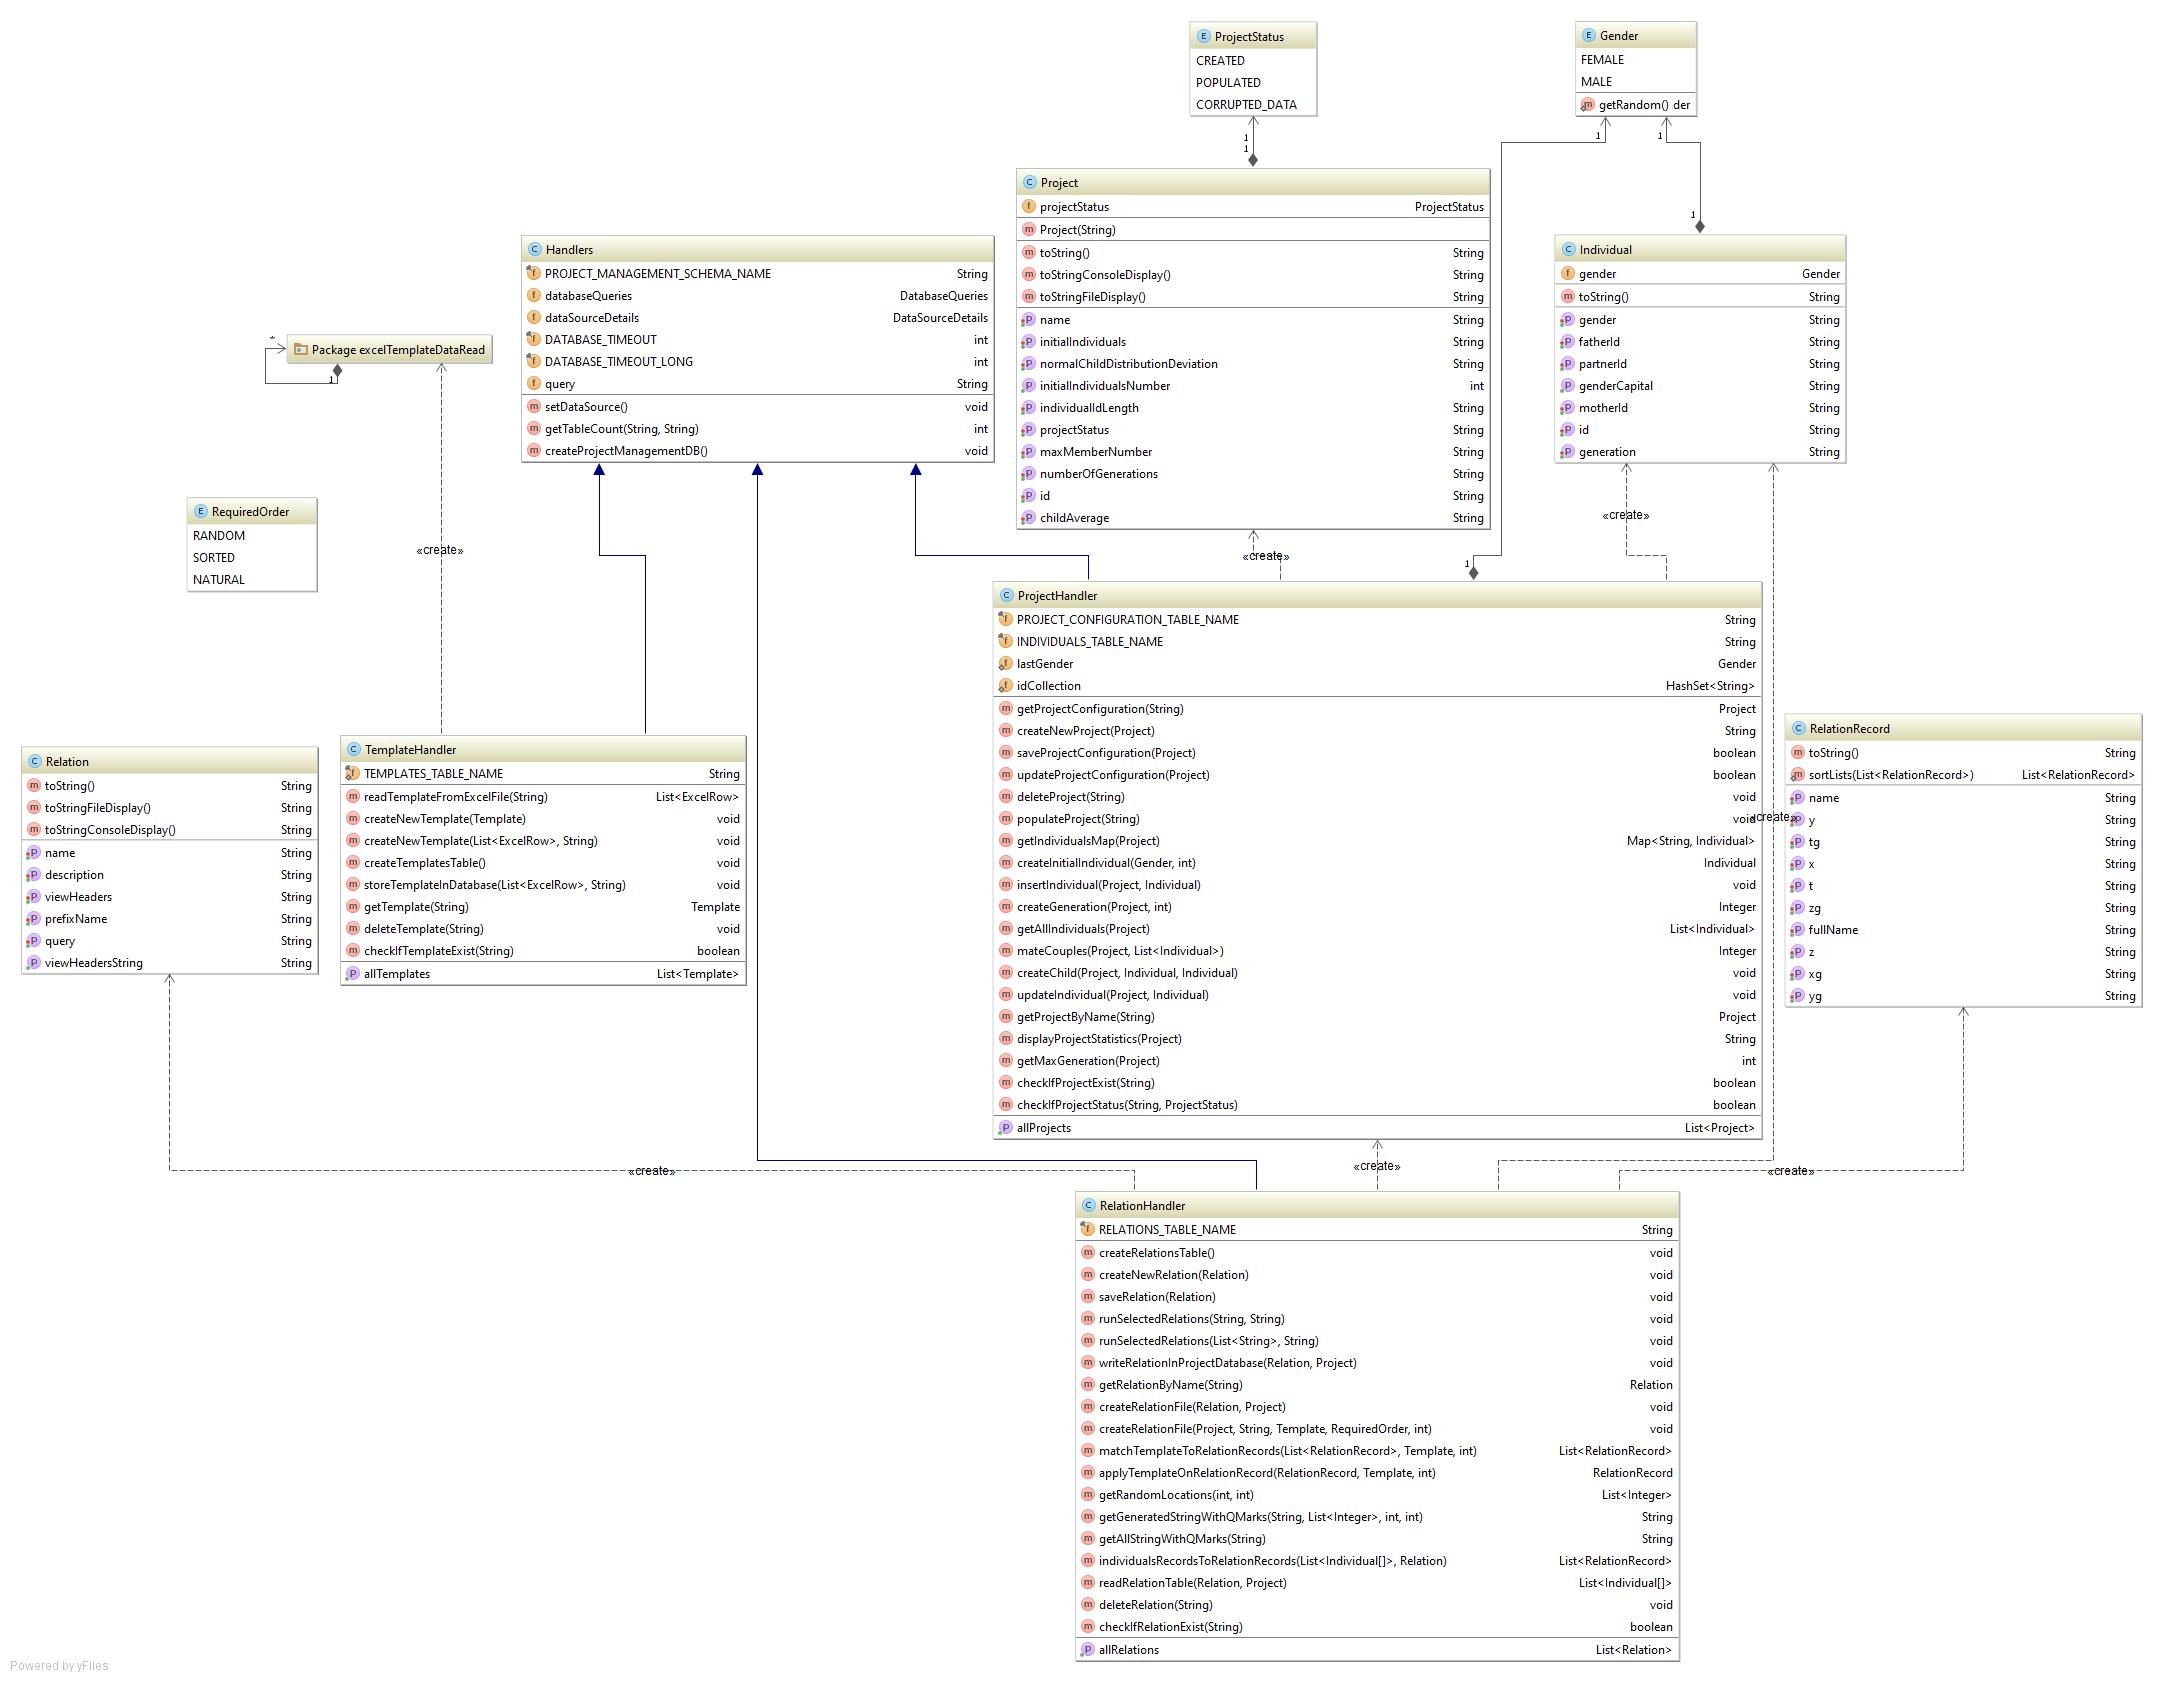 E ProjectStatus
CREATED
POPULATED
CORRUPTED_DATA
E Gender
FEMALE
MALE
m getRandom() der
1
1
1
1
1
C Project
f projectStatus ProjectStatus
m Project(String)
m toString() String
m toStringConsoleDisplay() String
m toStringFileDisplay() String
P name String
P initialIndividuals String
P normalChildDistributionDeviation String
P initialIndividualsNumber int
P individualIdLength String
P projectStatus String
P maxMemberNumber String
P numberOfGenerations String
P id String
P childAverage String
C Handlers
f PROJECT_MANAGEMENT_SCHEMA_NAME String
f databaseQueries DatabaseQueries
f dataSourceDetails DataSourceDetails
f DATABASE_TIMEOUT int
f DATABASE_TIMEOUT_LONG int
f query String
m setDataSource() void
m getTableCount(String, String) int
m createProjectManagementDB() void
C Individual
f gender Gender
m toString() String
P gender String
P fatherId String
P partnerId String
P genderCapital String
P motherId String
P id String
P generation String
*
Package excelTemplateDataRead
1
E RequiredOrder
RANDOM
SORTED
NATURAL
«create»
«create»
«create»
1
C ProjectHandler
f PROJECT_CONFIGURATION_TABLE_NAME String
f INDIVIDUALS_TABLE_NAME String
f lastGender Gender
f idCollection HashSet<String>
m getProjectConfiguration(String) Project
m createNewProject(Project) String
m saveProjectConfiguration(Project) boolean
m updateProjectConfiguration(Project) boolean
m deleteProject(String) void
m populateProject(String) void
m getIndividualsMap(Project) Map<String, Individual>
m createInitialIndividual(Gender, int) Individual
m insertIndividual(Project, Individual) void
m createGeneration(Project, int) Integer
m getAllIndividuals(Project) List<Individual>
m mateCouples(Project, List<Individual>) Integer
m createChild(Project, Individual, Individual) void
m updateIndividual(Project, Individual) void
m getProjectByName(String) Project
m displayProjectStatistics(Project) String
m getMaxGeneration(Project) int
m checkIfProjectExist(String) boolean
m checkIfProjectStatus(String, ProjectStatus) boolean
P allProjects List<Project>
«create»
C Relation
m toString() String
m toStringFileDisplay() String
m toStringConsoleDisplay() String
P name String
P description String
P viewHeaders String
P prefixName String
P query String
P viewHeadersString String
C TemplateHandler
f TEMPLATES_TABLE_NAME String
m readTemplateFromExcelFile(String) List<ExcelRow>
m createNewTemplate(Template) void
m createNewTemplate(List<ExcelRow>, String) void
m createTemplatesTable() void
m storeTemplateInDatabase(List<ExcelRow>, String) void
m getTemplate(String) Template
m deleteTemplate(String) void
m checkIfTemplateExist(String) boolean
P allTemplates List<Template>
C RelationRecord
m toString() String
m sortLists(List<RelationRecord>) List<RelationRecord>
P name String
P y String
P tg String
P x String
P t String
P zg String
P fullName String
P z String
P xg String
P yg String
«create»
«create»
«create»
C RelationHandler
f RELATIONS_TABLE_NAME String
m createRelationsTable() void
m createNewRelation(Relation) void
m saveRelation(Relation) void
m runSelectedRelations(String, String) void
m runSelectedRelations(List<String>, String) void
m writeRelationInProjectDatabase(Relation, Project) void
m getRelationByName(String) Relation
m createRelationFile(Relation, Project) void
m createRelationFile(Project, String, Template, RequiredOrder, int) void
m matchTemplateToRelationRecords(List<RelationRecord>, Template, int) List<RelationRecord>
m applyTemplateOnRelationRecord(RelationRecord, Template, int) RelationRecord
m getRandomLocations(int, int) List<Integer>
m getGeneratedStringWithQMarks(String, List<Integer>, int, int) String
m getAllStringWithQMarks(String) String
m individualsRecordsToRelationRecords(List<Individual[]>, Relation) List<RelationRecord>
m readRelationTable(Relation, Project) List<Individual[]>
m deleteRelation(String) void
m checkIfRelationExist(String) boolean
P allRelations List<Relation>
Powered by yFiles